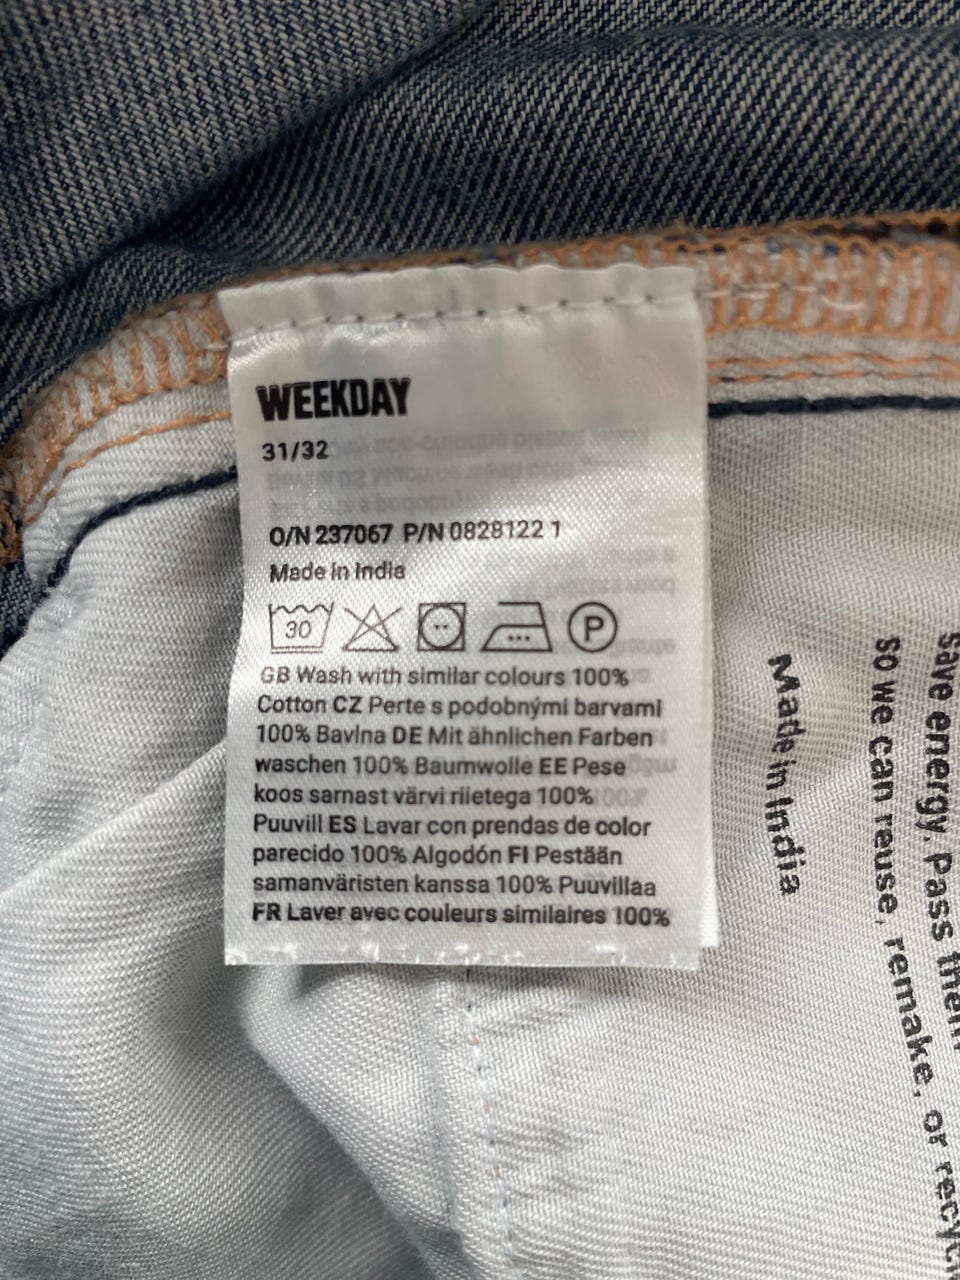 WEEKDAY
31/32
O/N 237067 P/N 0828122 1
Made in India
30
P
GB Wash with similar colours 100%
Cotton CZ Perte s podobnými barvami
100% Bavlna DE Mit ähnlichen Farben
waschen 100% Baumwolle EE Pese
koos sarnast värvi riietega 100%
Puuvill ES Lavar con prendas de color
parecido 100% Algodón FI Pestään
samanväristen kanssa 100% Puuvillaa
FR Laver avec couleurs similaires 100%
save energy. Pass them
so we can reuse, remake, or
Made in India